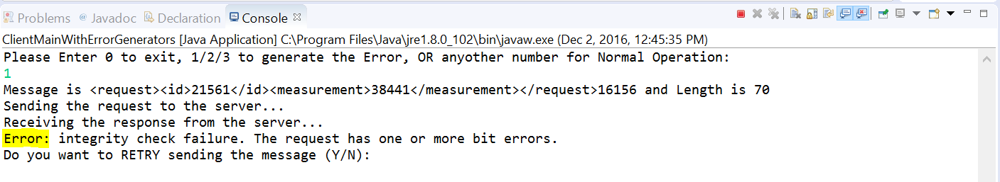 Problems @ Javadoc Declaration Console
ClientMainWithErrorGenerators [Java Application] C:\Program Files\Java\jre1.8.0_102\bin\javaw.exe (Dec 2, 2016, 12:45:35 PM)
Please Enter 0 to exit, 1/2/3 to generate the Error, OR anyother number for Normal Operation:
1
Message is <request><id>21561</id><measurement>38441</measurement></request>16156 and Length is 70
Sending the request to the server...
Receiving the response from the server...
Error: integrity check failure. The request has one or more bit errors.
Do you want to RETRY sending the message (Y/N):